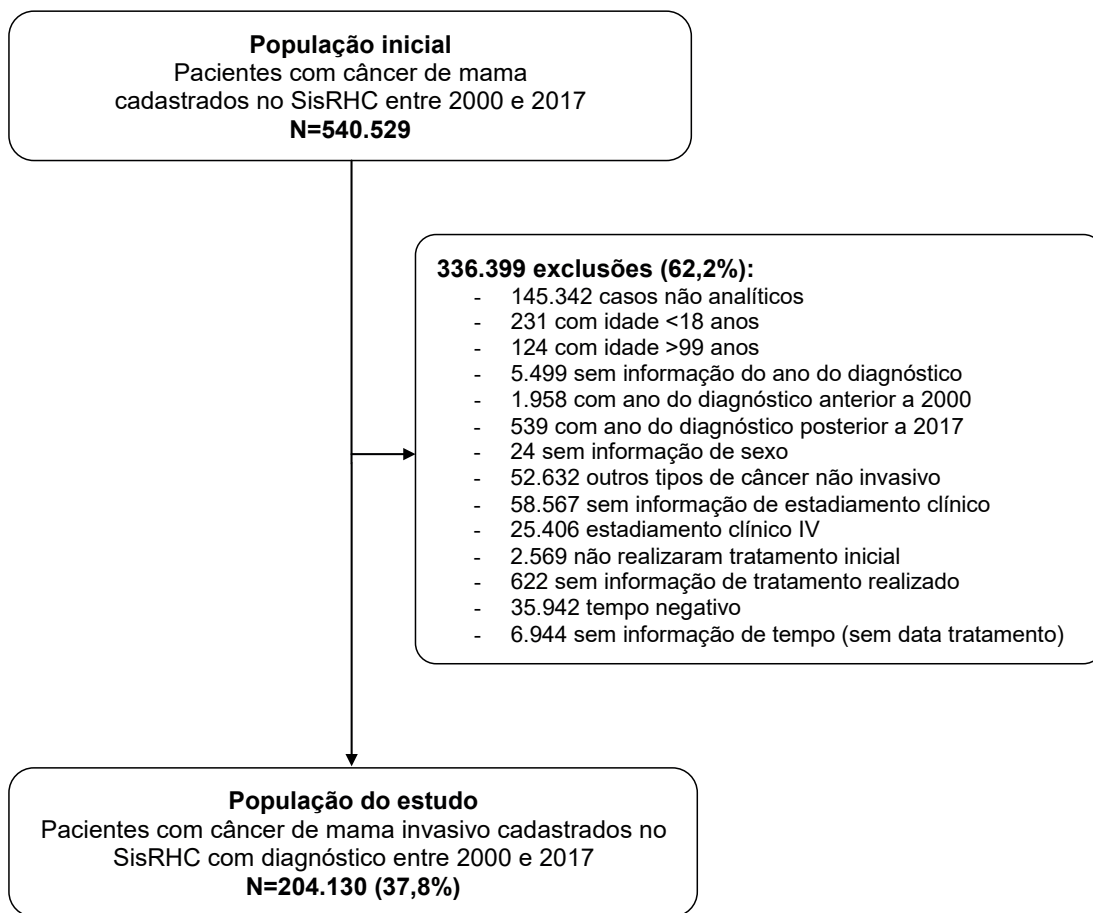 População inicial
Pacientes com câncer de mama
cadastrados no SisRHC entre 2000 e 2017
N=540.529
336.399 exclusões (62,2%):
- 145.342 casos não analíticos
- 231 com idade <18 anos
- 124 com idade >99 anos
- 5.499 sem informação do ano do diagnóstico
- 1.958 com ano do diagnóstico anterior a 2000
- 539 com ano do diagnóstico posterior a 2017
- 24 sem informação de sexo
- 52.632 outros tipos de câncer não invasivo
- 58.567 sem informação de estadiamento clínico
- 25.406 estadiamento clínico IV
- 2.569 não realizaram tratamento inicial
- 622 sem informação de tratamento realizado
- 35.942 tempo negativo
- 6.944 sem informação de tempo (sem data tratamento)
População do estudo
Pacientes com câncer de mama invasivo cadastrados no
SisRHC com diagnóstico entre 2000 e 2017
N=204.130 (37,8%)